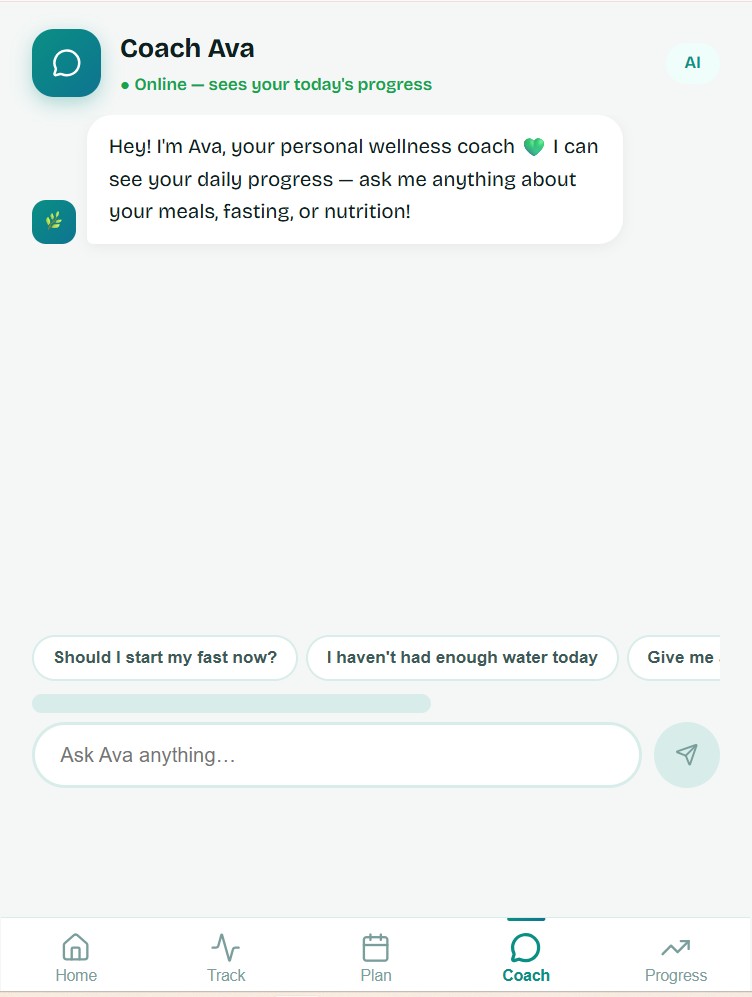 Coach Ava
● Online — sees your today's progress
AI
Hey! I'm Ava, your personal wellness coach 💚 I can
see your daily progress — ask me anything about
your meals, fasting, or nutrition!
Should I start my fast now?
I haven't had enough water today
Give me
Ask Ava anything…
Home
Track
Plan
Coach
Progress